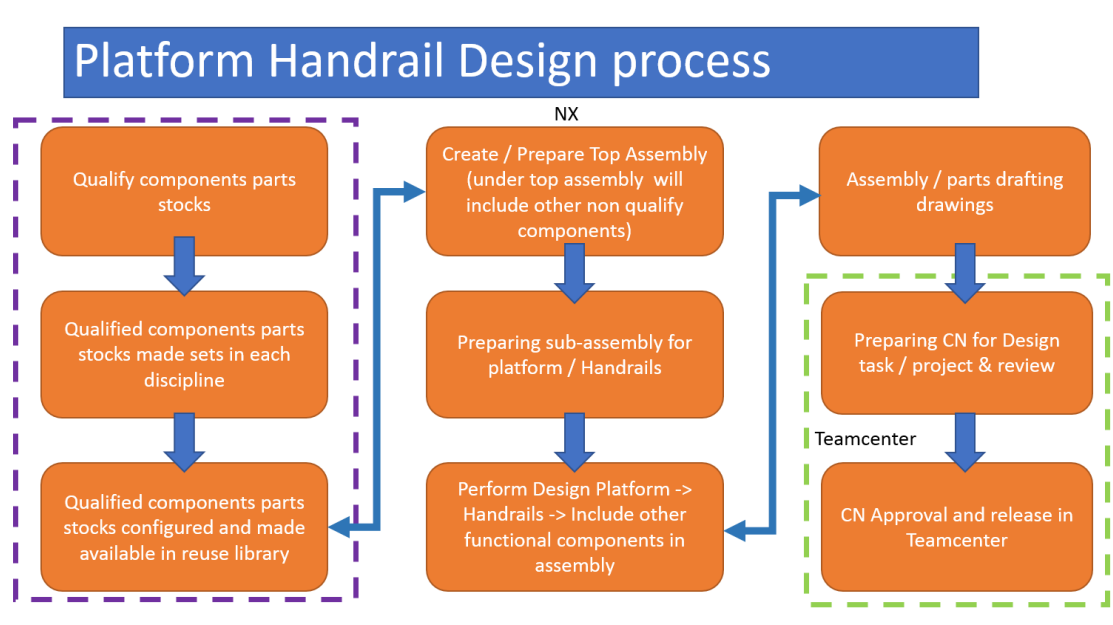 Platform Handrail Design process
NX
Qualify components parts
stocks
Qualified components parts
stocks made sets in each
discipline
Qualified components parts
stocks configured and made
available in reuse library
Create / Prepare Top Assembly
(under top assembly will
include other non qualify
components)
Preparing sub-assembly for
platform / Handrails
Perform Design Platform ->
Handrails -> Include other
functional components in
assembly
Assembly / parts drafting
drawings
Preparing CN for Design
task / project & review
Teamcenter
CN Approval and release in
Teamcenter